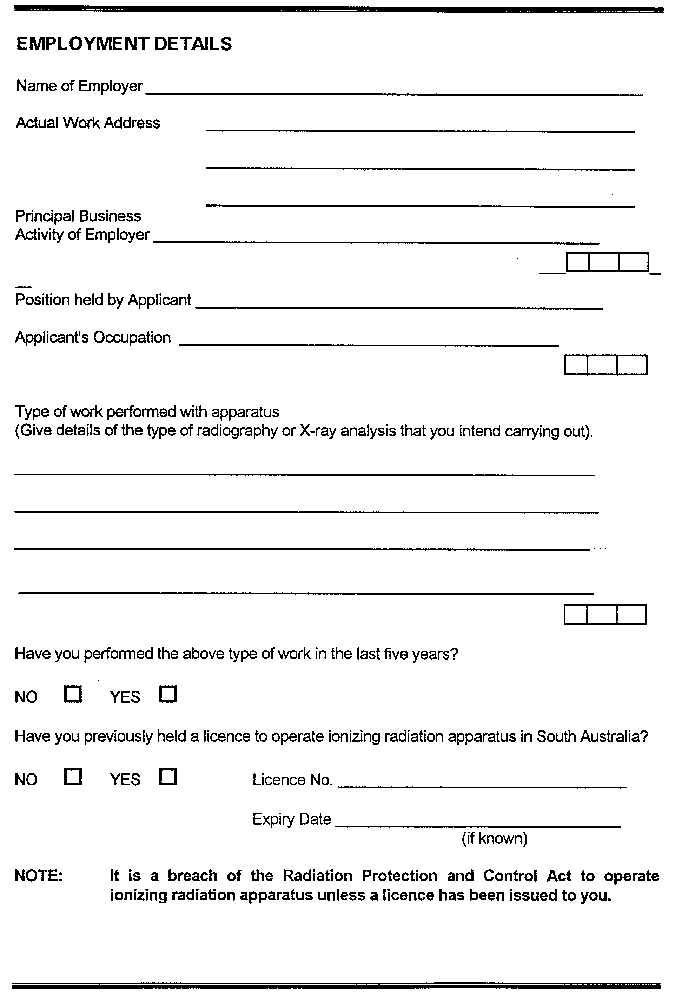 EMPLOYMENT DETAILS
Name of Employer
Actual Work Address
Principal Business
Activity of Employer
Position held by Applicant
Applicant's Occupation
Type of work performed with apparatus
(Give details of the type of radiography or X-ray analysis that you intend carrying out).
Have you performed the above type of work in the last five years?
NO YES
Have you previously held a licence to operate ionizing radiation apparatus in South Australia?
NO YES Licence No.
Expiry Date
(if known)
NOTE: It is a breach of the Radiation Protection and Control Act to operate
ionizing radiation apparatus unless a licence has been issued to you.